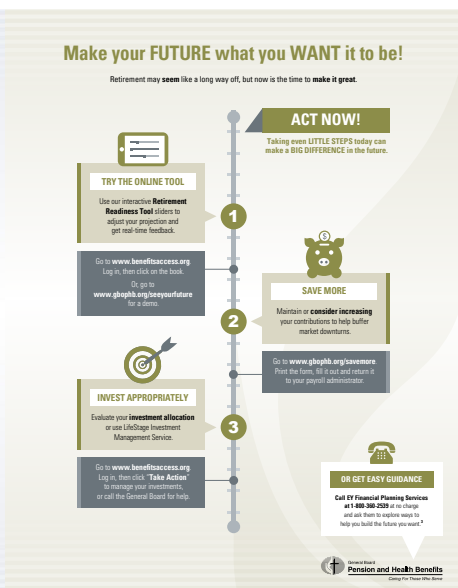 Make your FUTURE what you WANT it to be!
Retirement may seem like a long way off, but now is the time to make it great.
ACT NOW!
Taking even LITTLE STEPS today can
make a BIG DIFFERENCE in the future.
TRY THE ONLINE TOOL
Use our interactive Retirement
Readiness Tool sliders to
adjust your projection and
get real-time feedback.
1
Go to www.benefitsaccess.org.
Log in, then click on the book.
Or, go to
www.gbophb.org/seeyourfuture
for a demo.
$
SAVE MORE
Maintain or consider increasing
your contributions to help buffer
market downturns.
2
Go to www.gbophb.org/savemore.
Print the form, fill it out and return it
to your payroll administrator.
INVEST APPROPRIATELY
Evaluate your investment allocation
or use LifeStage Investment
Management Service.
3
Go to www.benefitsaccess.org.
Log in, then click "Take Action"
to manage your investments,
or call the General Board for help.
OR GET EASY GUIDANCE
Call EY Financial Planning Services
at 1-800-360-2539 at no charge
and ask them to explore ways to
help you build the future you want.
General Board
Pension and Health Benefits
Caring For Those Who Serve